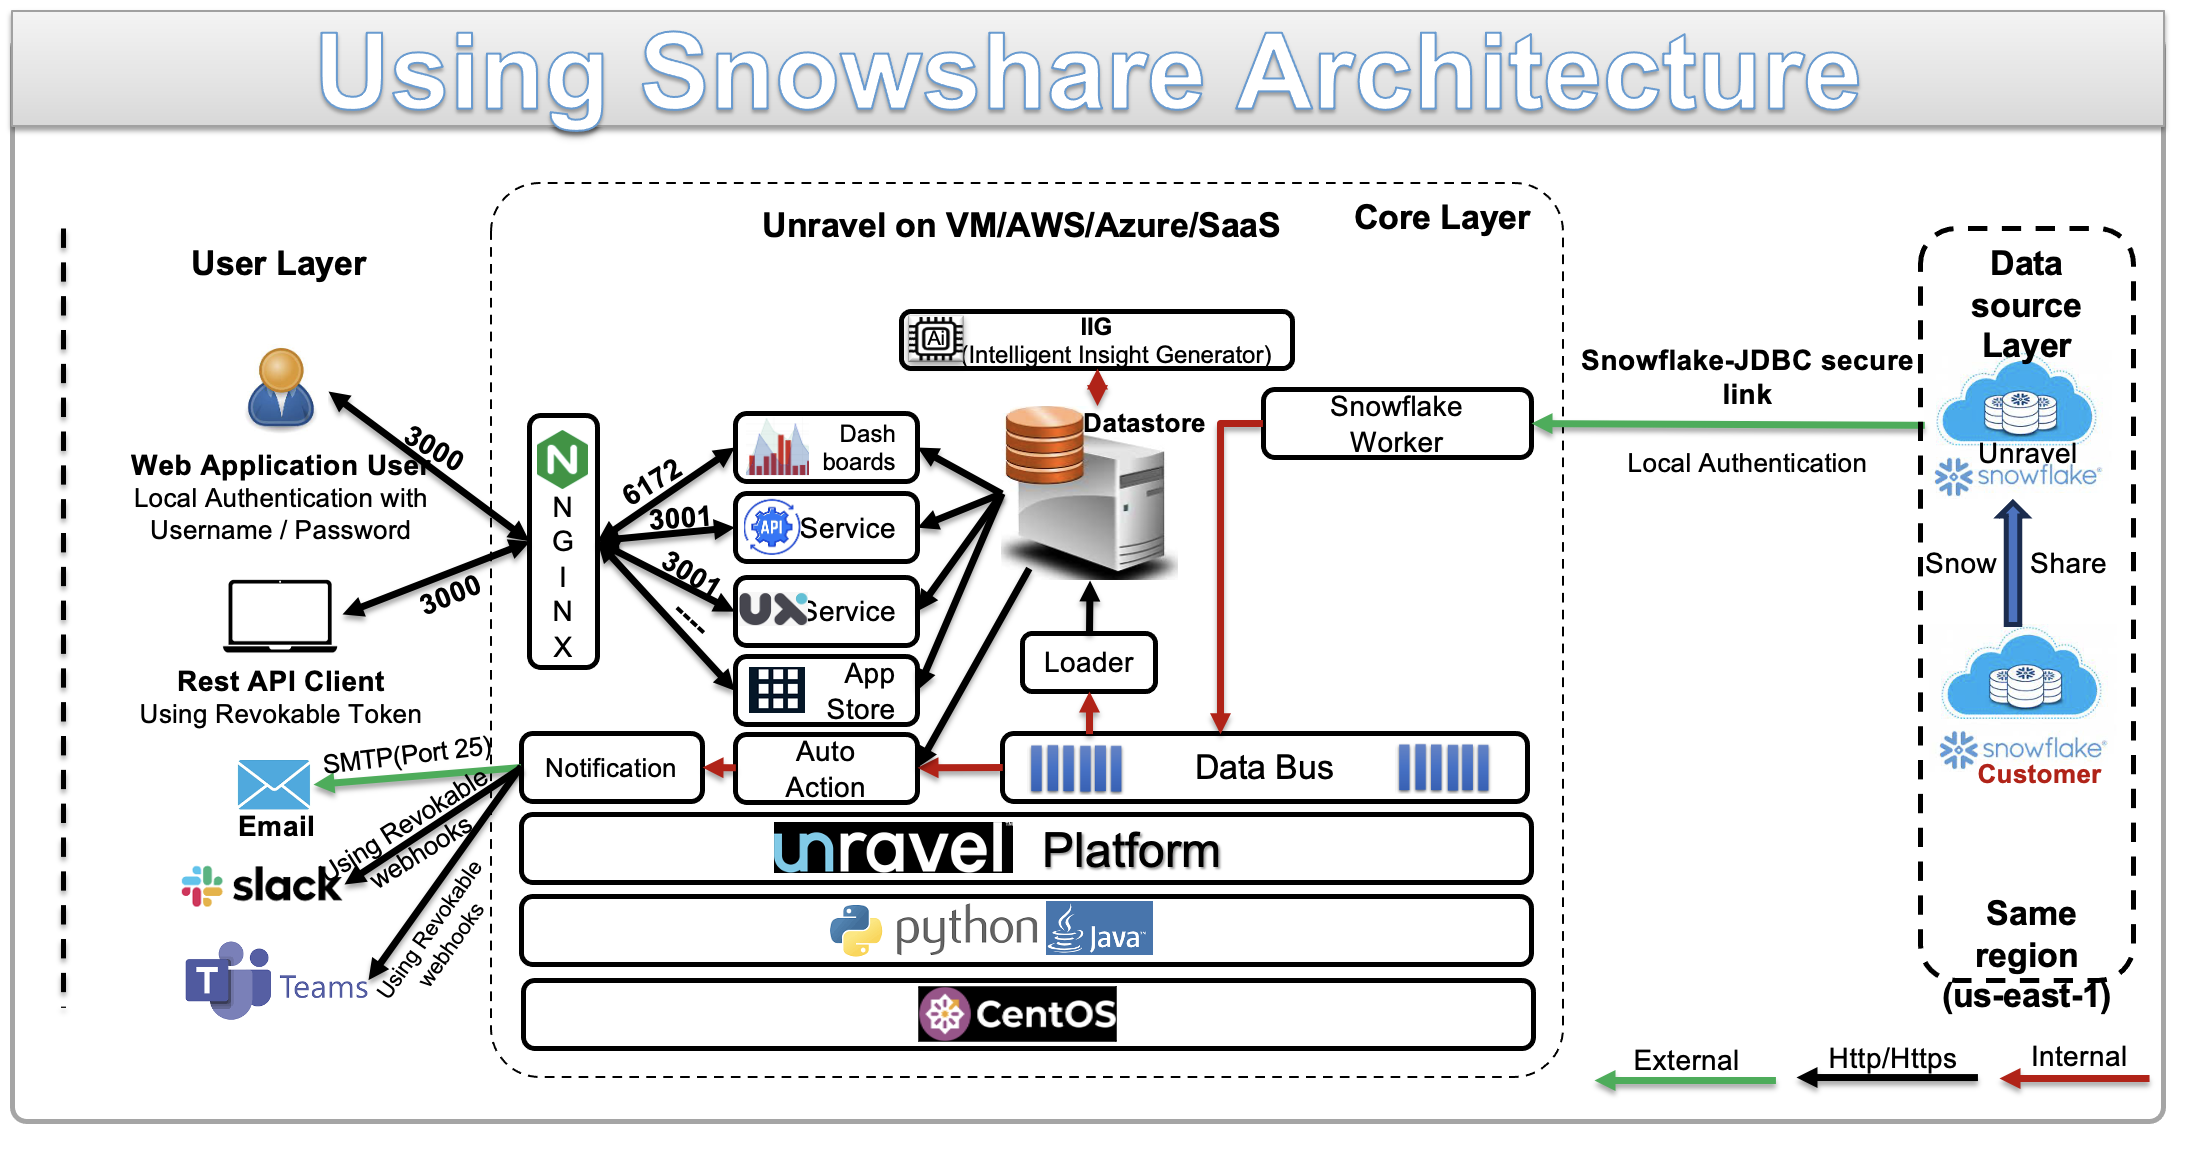 Using Snowshare Architecture
Unravel on VM/AWS/Azure/SaaS
Core Layer
User Layer
Web Application User
Local Authentication with
Username / Password
3000
3000
Rest API Client
Using Revokable Token
SMTP(Port 25)
Email
Using Revokable
webhooks
slack
Using Revokable
webhooks
T
Teams
N
N
G
I
N
X
6172
3001
3001
----
Dash
boards
API
Service
UX
Service
App
Store
Auto
Action
Notification
Ai
IIG
(Intelligent Insight Generator)
Datastore
Loader
Snowflake
Worker
Data Bus
unravel Platform
python
Java™
CentOS
Snowflake-JDBC secure
link
Local Authentication
Data
source
Layer
Unravel
snowflake®
Snow Share
snowflake®
Customer
Same
region
(us-east-1)
External
Http/Https
Internal